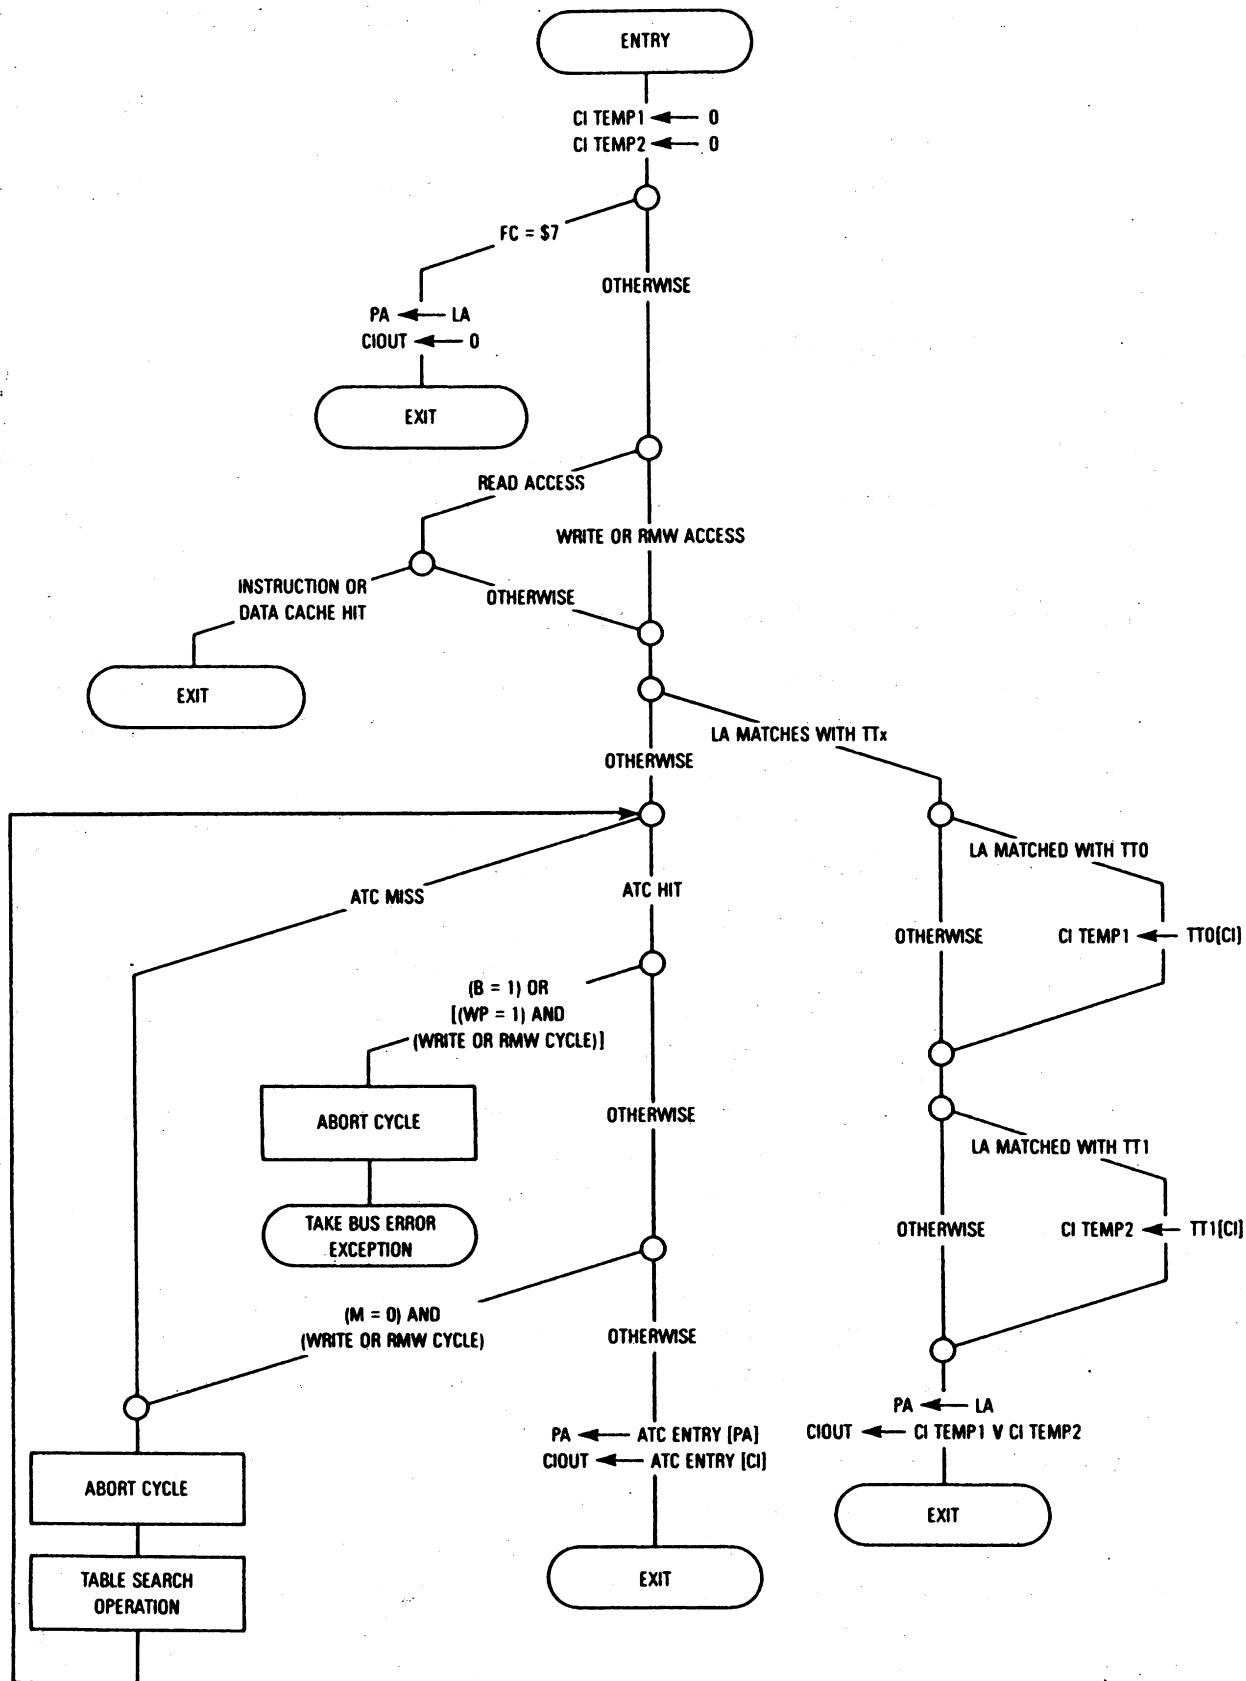 ENTRY
CI TEMP1 ← 0
CI TEMP2 ← 0
FC = $7
OTHERWISE
PA ← LA
CIOUT ← 0
EXIT
READ ACCESS
WRITE OR RMW ACCESS
INSTRUCTION OR
DATA CACHE HIT
OTHERWISE
EXIT
LA MATCHES WITH TTx
OTHERWISE
LA MATCHED WITH TT0
ATC MISS
ATC HIT
OTHERWISE
CI TEMP1 ← TT0[CI]
(B = 1) OR
[(WP = 1) AND
(WRITE OR RMW CYCLE)]
ABORT CYCLE
OTHERWISE
LA MATCHED WITH TT1
TAKE BUS ERROR
EXCEPTION
OTHERWISE
CI TEMP2 ← TT1[CI]
(M = 0) AND
(WRITE OR RMW CYCLE)
OTHERWISE
PA ← LA
CIOUT ← CI TEMP1 V CI TEMP2
PA ← ATC ENTRY [PA]
CIOUT ← ATC ENTRY [CI]
ABORT CYCLE
EXIT
TABLE SEARCH
OPERATION
EXIT